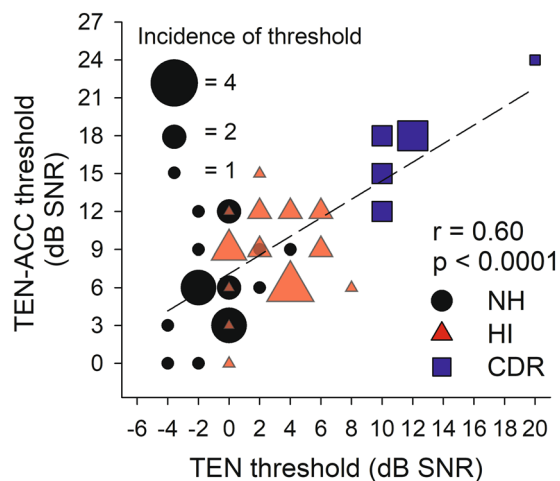 27
24
21
18
15
12
9
6
3
0
TEN-ACC threshold
(dB SNR)
Incidence of threshold
= 4
= 2
= 1
r = 0.60
p < 0.0001
NH
HI
CDR
-6 -4 -2 0 2 4 6 8 10 12 14 16 18 20
TEN threshold (dB SNR)